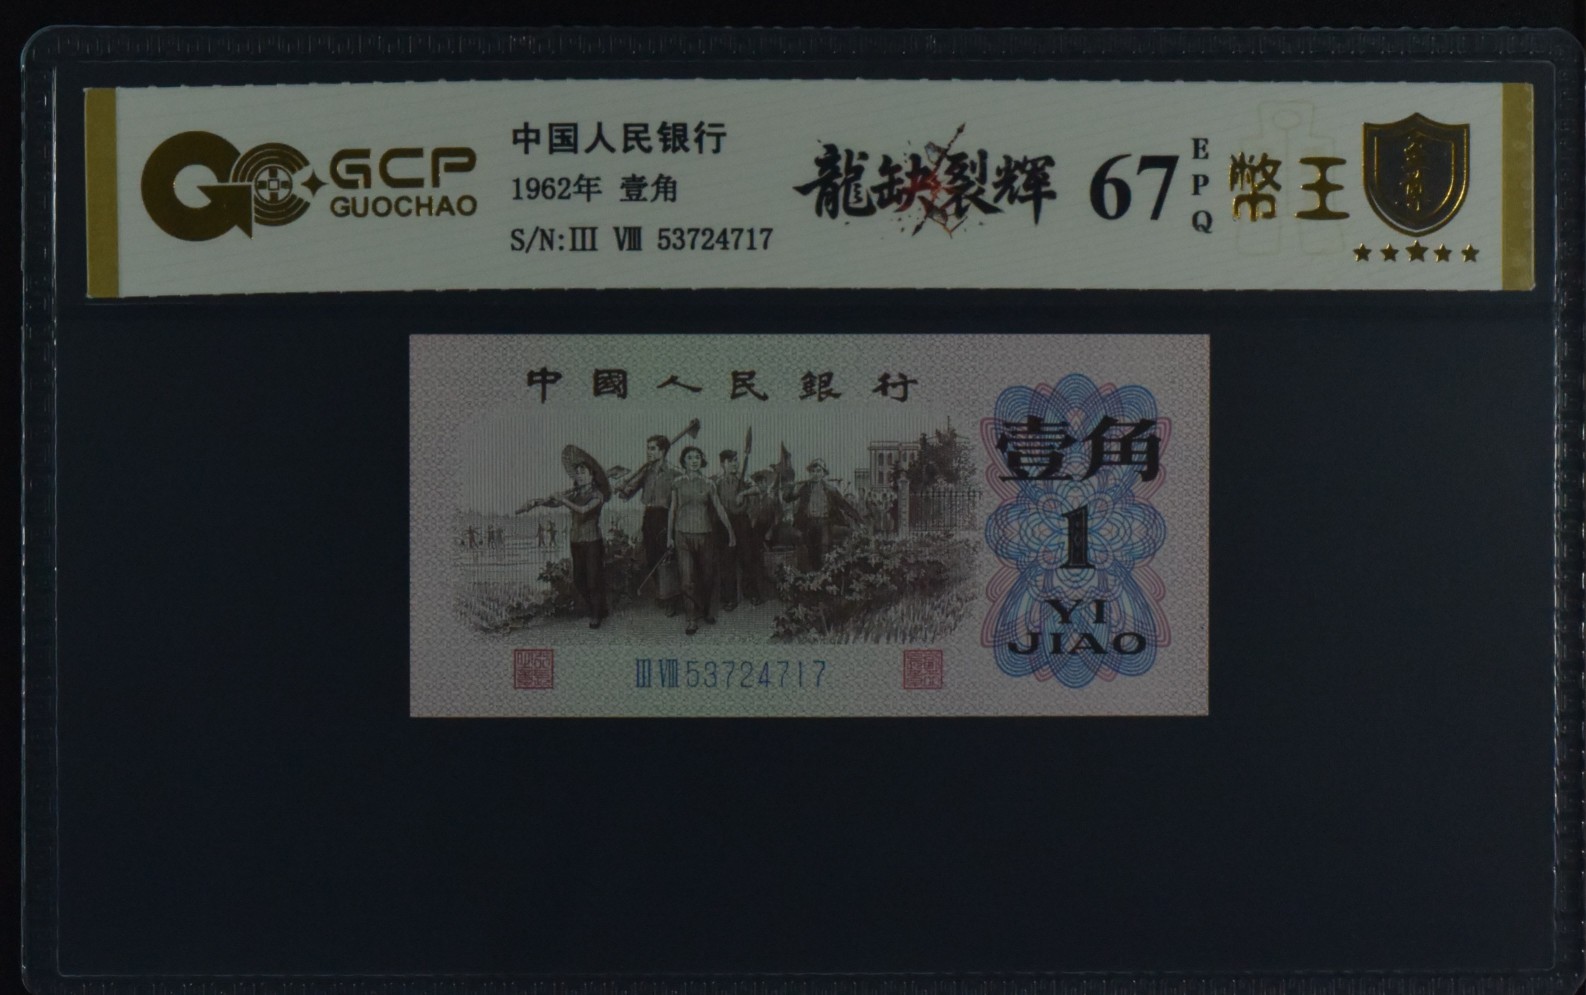 GCP
GUOCHAO
中国人民银行
1962年 壹角
S/N:III VIII 53724717
龍缺裂輝
67
EPQ
幣王
中國人民銀行
壹角
1
YI
JIAO
III VIII 53724717